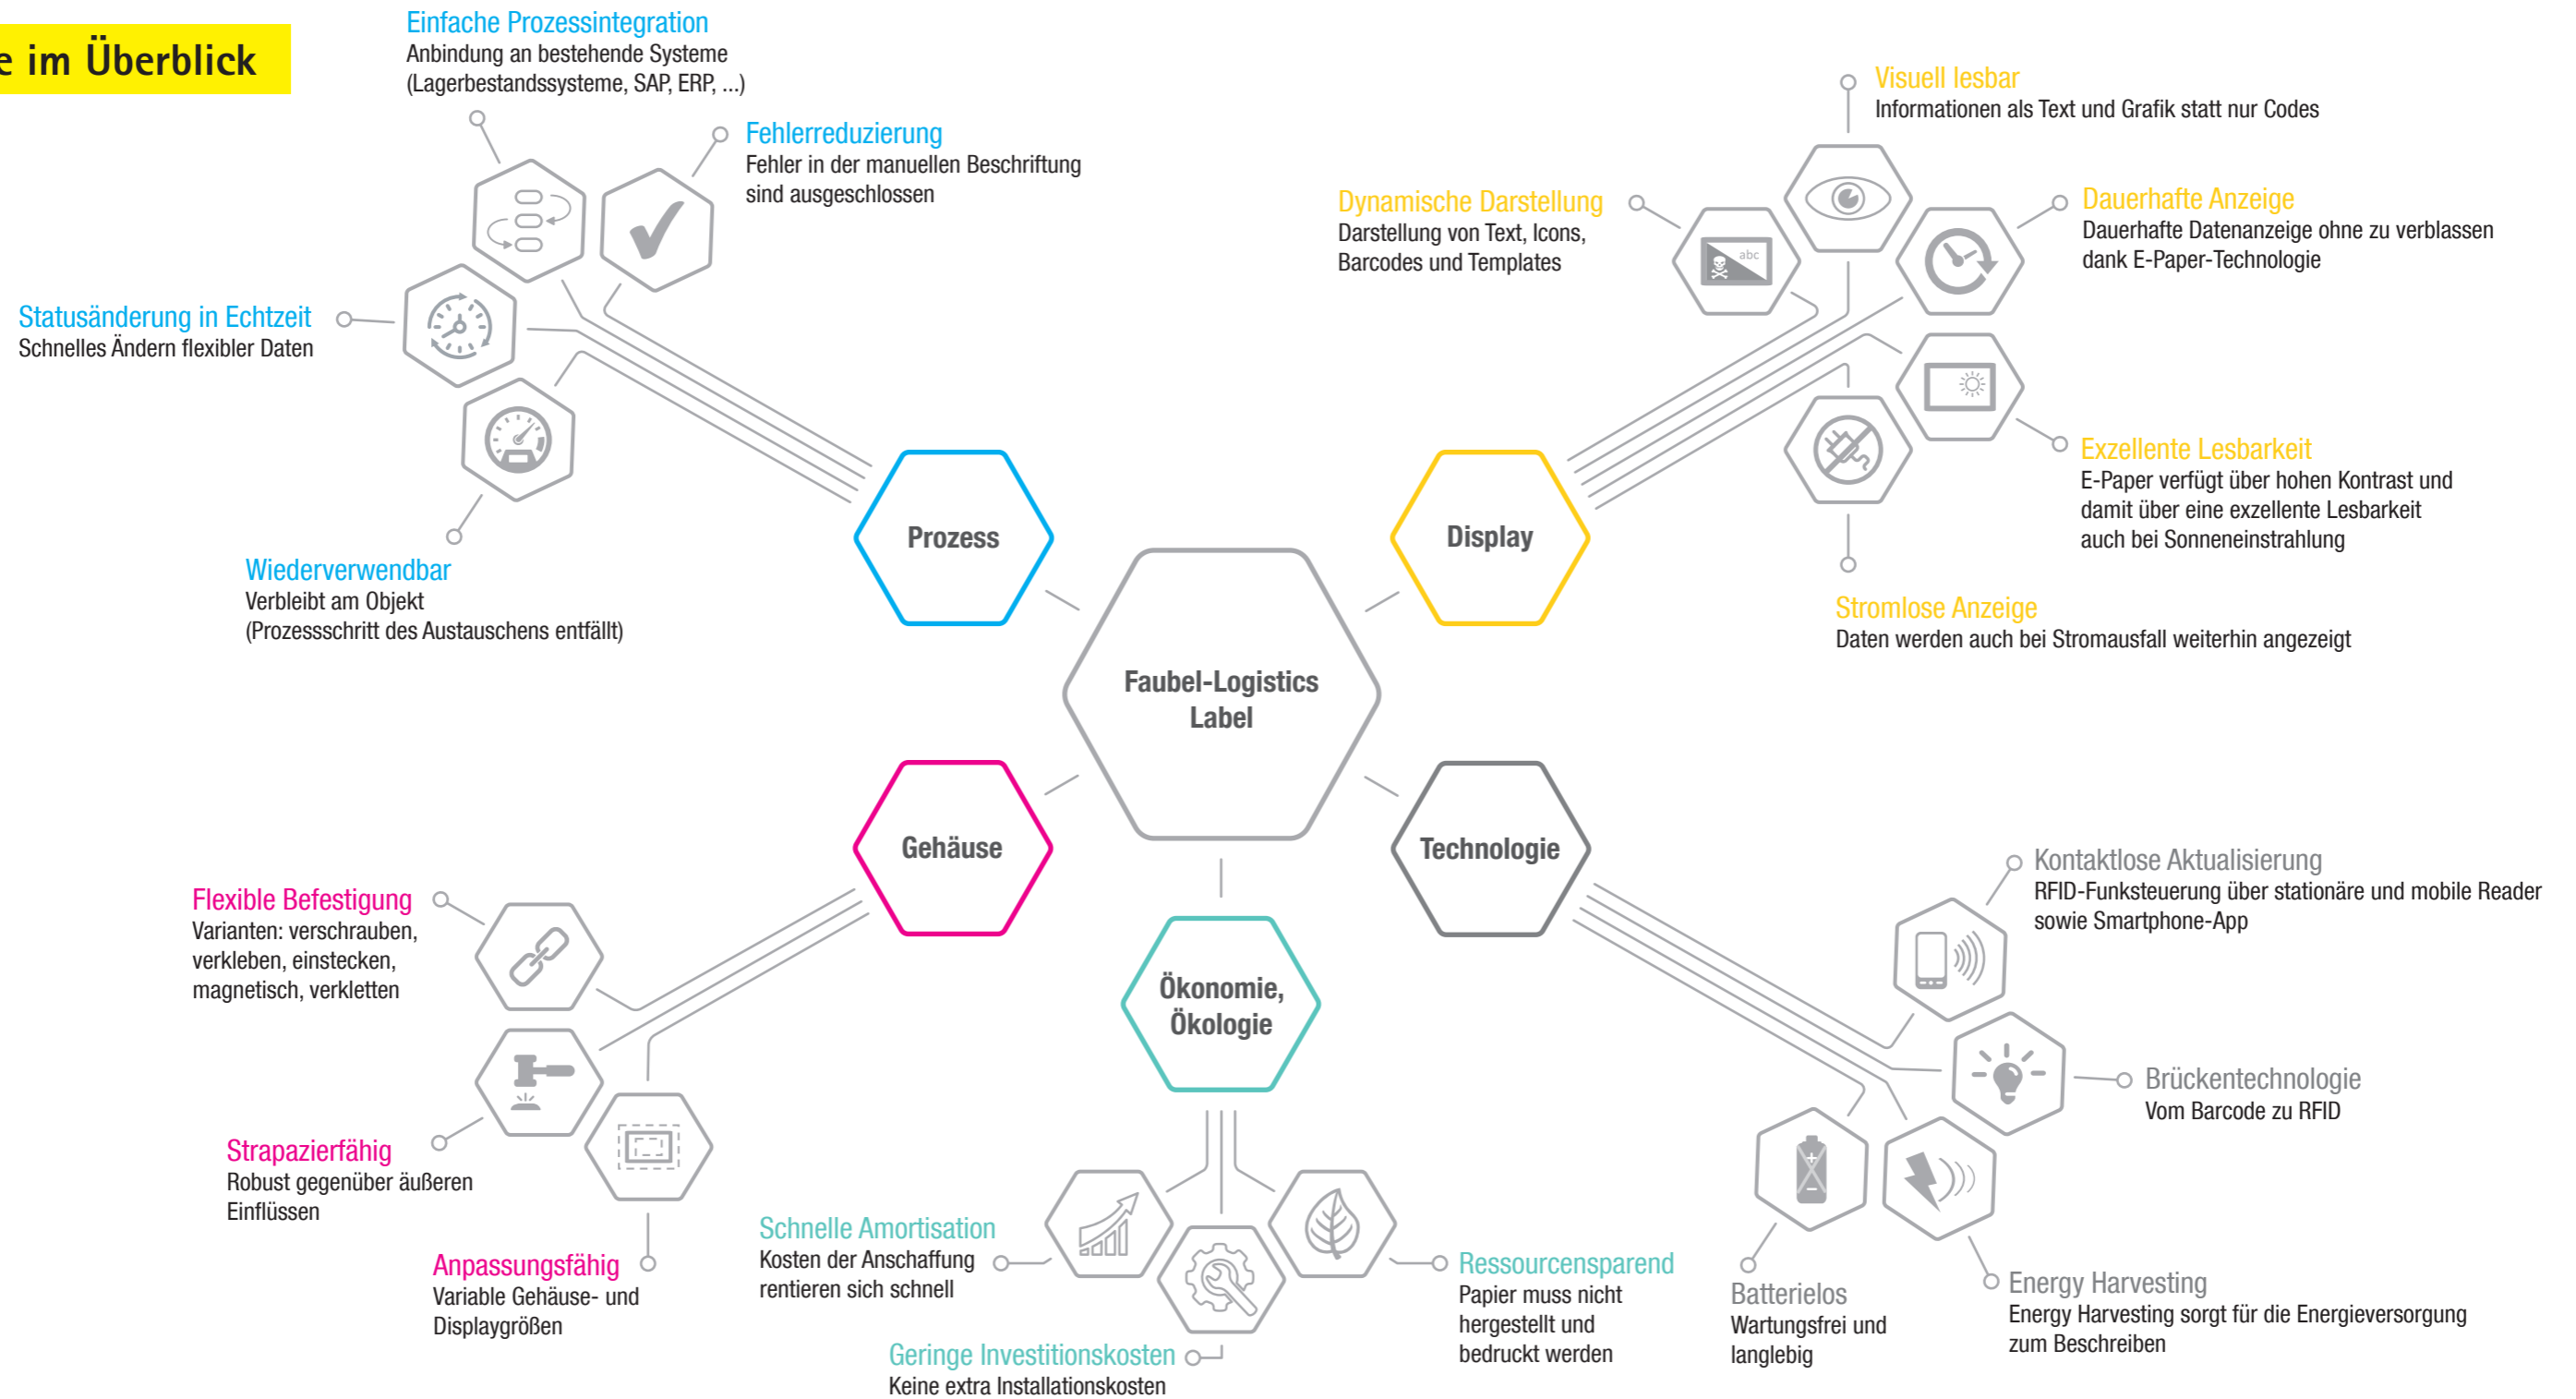 e im Überblick
Einfache Prozessintegration
Anbindung an bestehende Systeme
(Lagerbestandssysteme, SAP, ERP, ...)
Fehlerreduzierung
Fehler in der manuellen Beschriftung
sind ausgeschlossen
Statusänderung in Echtzeit
Schnelles Ändern flexibler Daten
Wiederverwendbar
Verbleibt am Objekt
(Prozessschritt des Austauschens entfällt)
Prozess
Visuell lesbar
Informationen als Text und Grafik statt nur Codes
Dynamische Darstellung
Darstellung von Text, Icons,
Barcodes und Templates
abc
Dauerhafte Anzeige
Dauerhafte Datenanzeige ohne zu verblassen
dank E-Paper-Technologie
Exzellente Lesbarkeit
E-Paper verfügt über hohen Kontrast und
damit über eine exzellente Lesbarkeit
auch bei Sonneneinstrahlung
Stromlose Anzeige
Daten werden auch bei Stromausfall weiterhin angezeigt
Display
Faubel-Logistics
Label
Gehäuse
Flexible Befestigung
Varianten: verschrauben,
verkleben, einstecken,
magnetisch, verkletten
Strapazierfähig
Robust gegenüber äußeren
Einflüssen
Anpassungsfähig
Variable Gehäuse- und
Displaygrößen
Ökonomie,
Ökologie
Schnelle Amortisation
Kosten der Anschaffung
rentieren sich schnell
Geringe Investitionskosten
Keine extra Installationskosten
Ressourcensparend
Papier muss nicht
hergestellt und
bedruckt werden
Technologie
Kontaktlose Aktualisierung
RFID-Funksteuerung über stationäre und mobile Reader
sowie Smartphone-App
Brückentechnologie
Vom Barcode zu RFID
Energy Harvesting
Energy Harvesting sorgt für die Energieversorgung
zum Beschreiben
Batterielos
Wartungsfrei und
langlebig